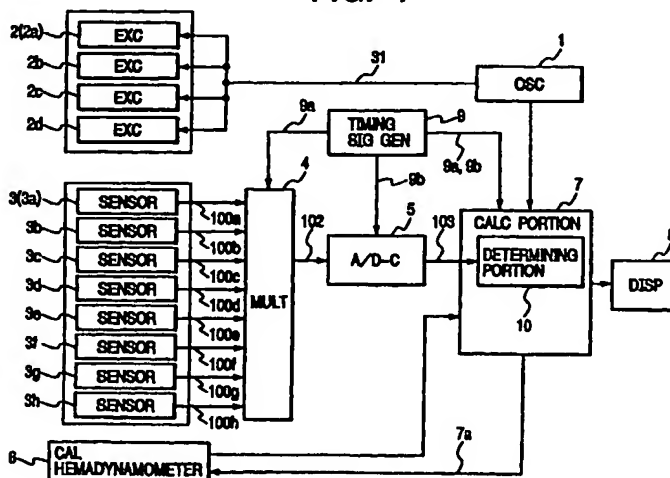 2(2a)
EXC
2b
EXC
2c
EXC
2d
EXC
31
1
OSC
9a
9
TIMING
SIG GEN
9a, 9b
9b
4
MULT
3(3a)
SENSOR
100a
3b
SENSOR
100b
3c
SENSOR
100c
3d
SENSOR
100d
3e
SENSOR
100e
3f
SENSOR
100f
3g
SENSOR
100g
3h
SENSOR
100h
102
5
A/D-C
103
7
CALC PORTION
DETERMINING
PORTION
10
DISP
6
CAL
HEMADYNAMOMETER
7a